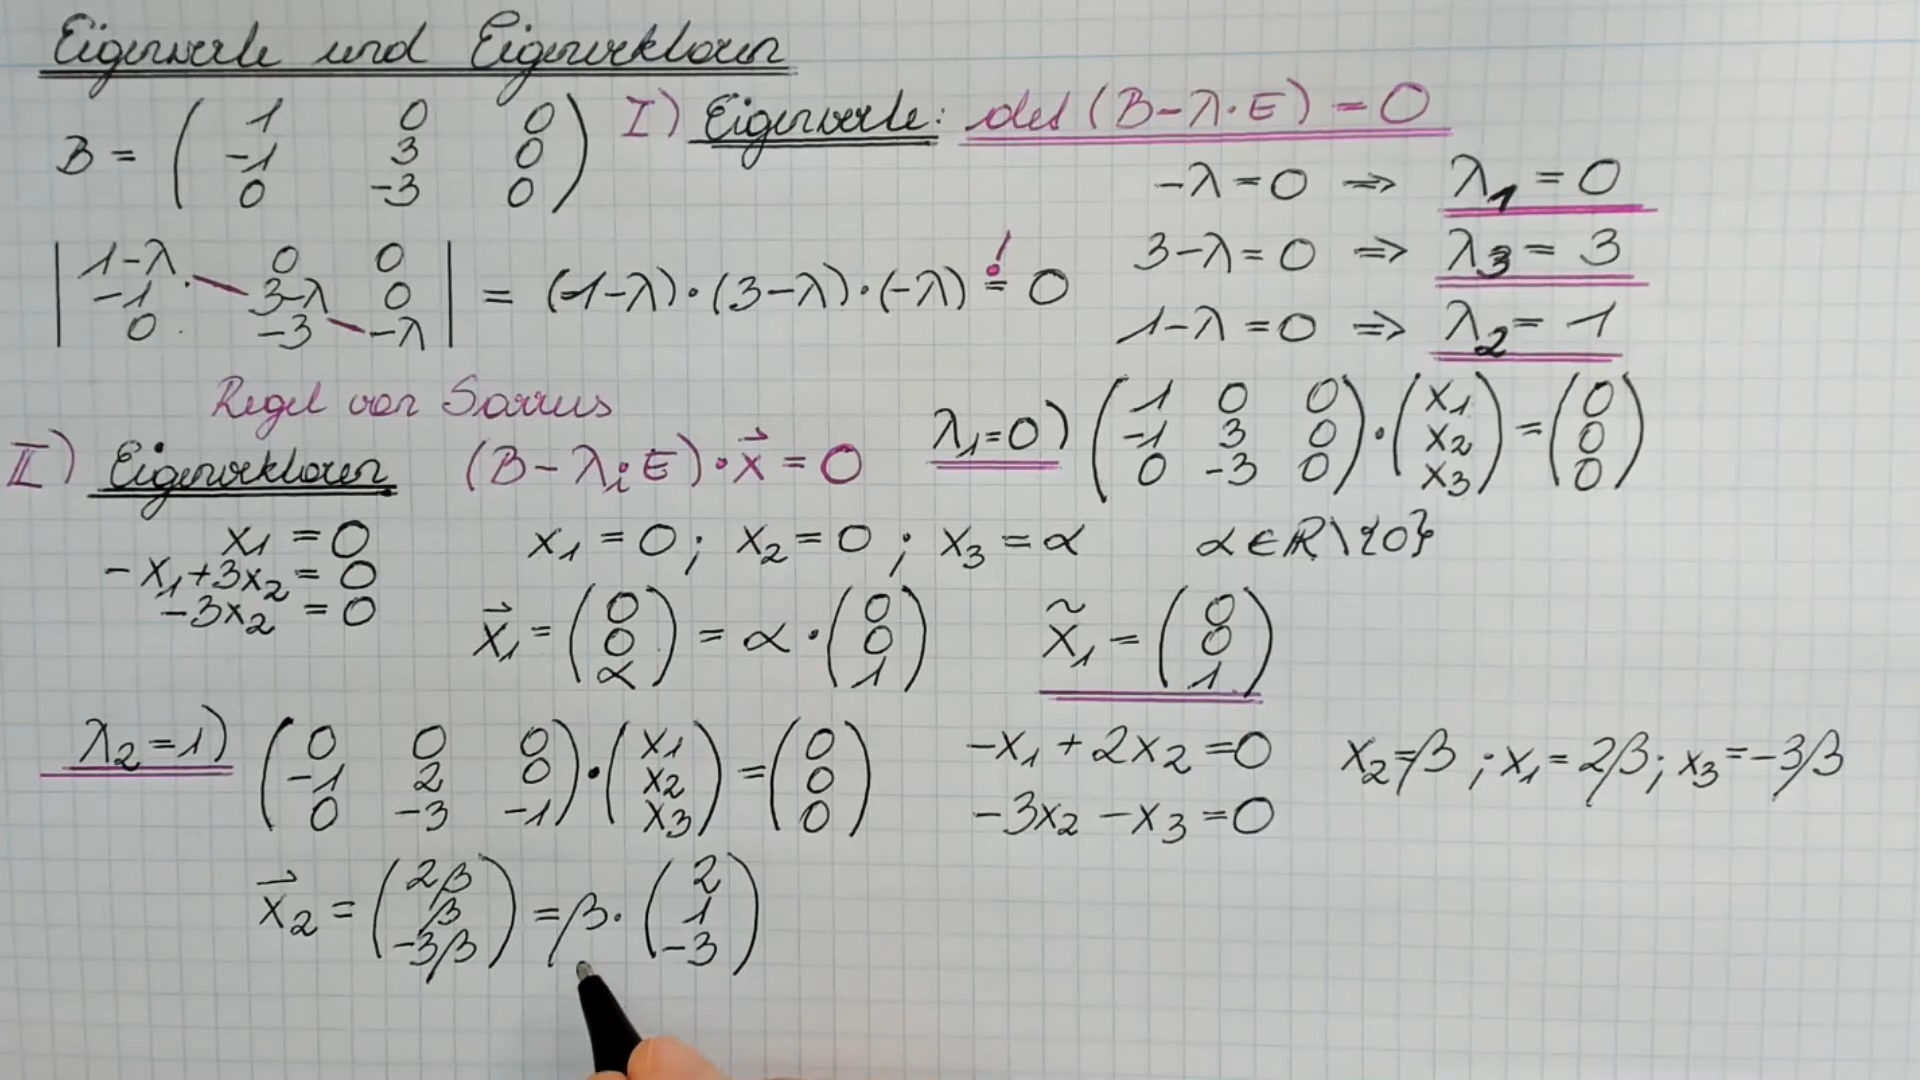 Eigenwerte und Eigenvektoren
B = ( 1 0 0
-1 3 0
0 -3 0 )
I) Eigenwerte: det (B - λ · E) = 0
-λ = 0 ⇒ λ₁ = 0
3-λ = 0 ⇒ λ₃ = 3
1-λ = 0 ⇒ λ₂ = 1
| 1-λ 0 0
-1 3-λ 0
0 -3 -λ | = (1-λ) · (3-λ) · (-λ) =! 0
Regel von Sarrus
II) Eigenvektoren (B - λᵢ E) · x⃗ = 0
λ₁=0) ( 1 0 0
-1 3 0
0 -3 0 ) · ( x₁ x₂ x₃ ) = ( 0 0 0 )
x₁ = 0
-x₁ + 3x₂ = 0
-3x₂ = 0
x₁ = 0 ; x₂ = 0 ; x₃ = α α ∈ ℝ \ {0}
x⃗₁ = ( 0 0 α ) = α · ( 0 0 1 ) x̃₁ = ( 0 0 1 )
λ₂=1) ( 0 0 0
-1 2 0
0 -3 -1 ) · ( x₁ x₂ x₃ ) = ( 0 0 0 )
-x₁ + 2x₂ = 0
-3x₂ - x₃ = 0
x₂ = β ; x₁ = 2β ; x₃ = -3β
x⃗₂ = ( 2β β -3β ) = β · ( 2 1 -3 )